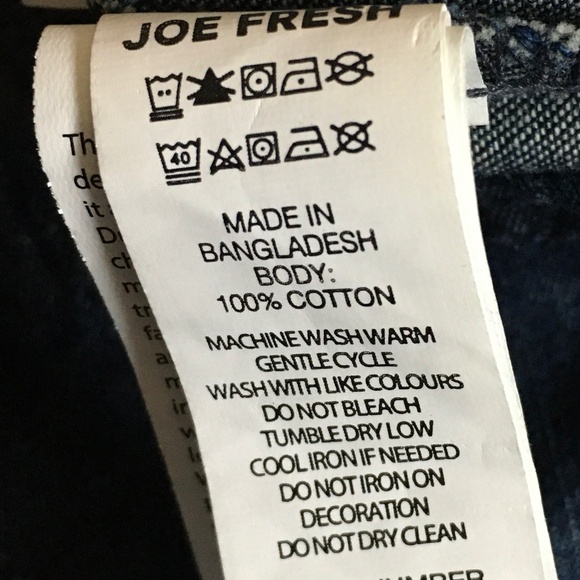 JOE FRESH
40
MADE IN
BANGLADESH
BODY:
100% COTTON
MACHINE WASH WARM
GENTLE CYCLE
WASH WITH LIKE COLOURS
DO NOT BLEACH
TUMBLE DRY LOW
COOL IRON IF NEEDED
DO NOT IRON ON
DECORATION
DO NOT DRY CLEAN